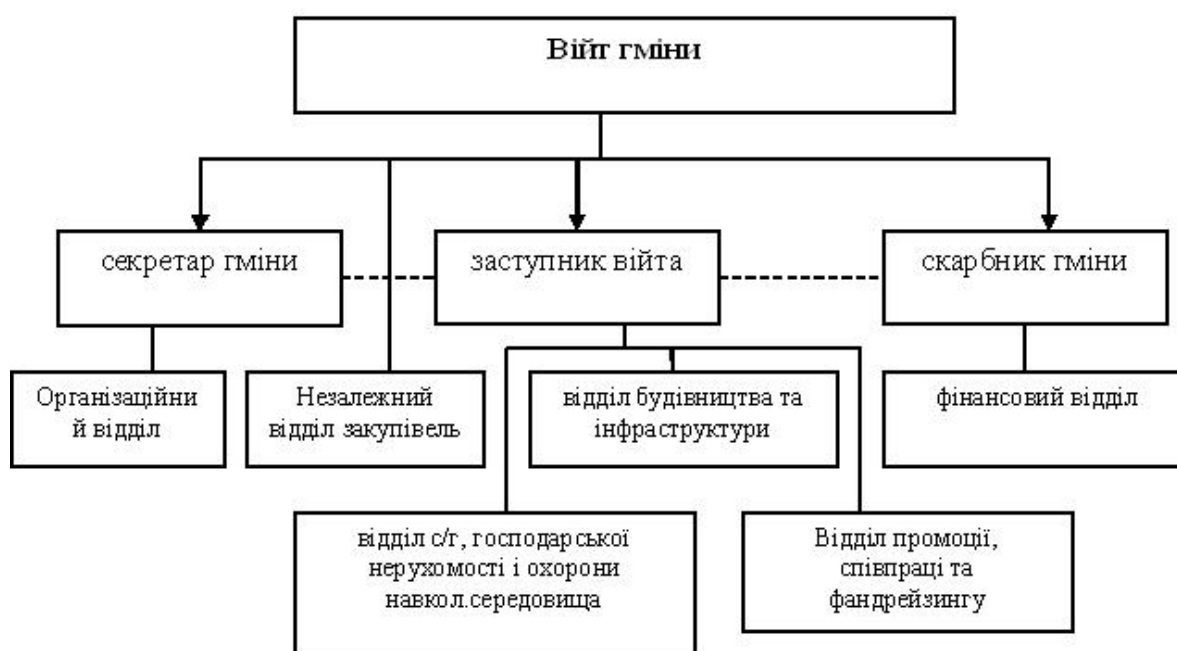 Війт гміни
секретар гміни
заступник війта
скарбник гміни
Організаційни
й відділ
Незалежний
відділ закупівель
відділ будівництва та
інфраструктури
фінансовий відділ
відділ с/г, господарської
нерухомості і охорони
навкол.середовища
Відділ промоції,
співпраці та
фандрейзингу